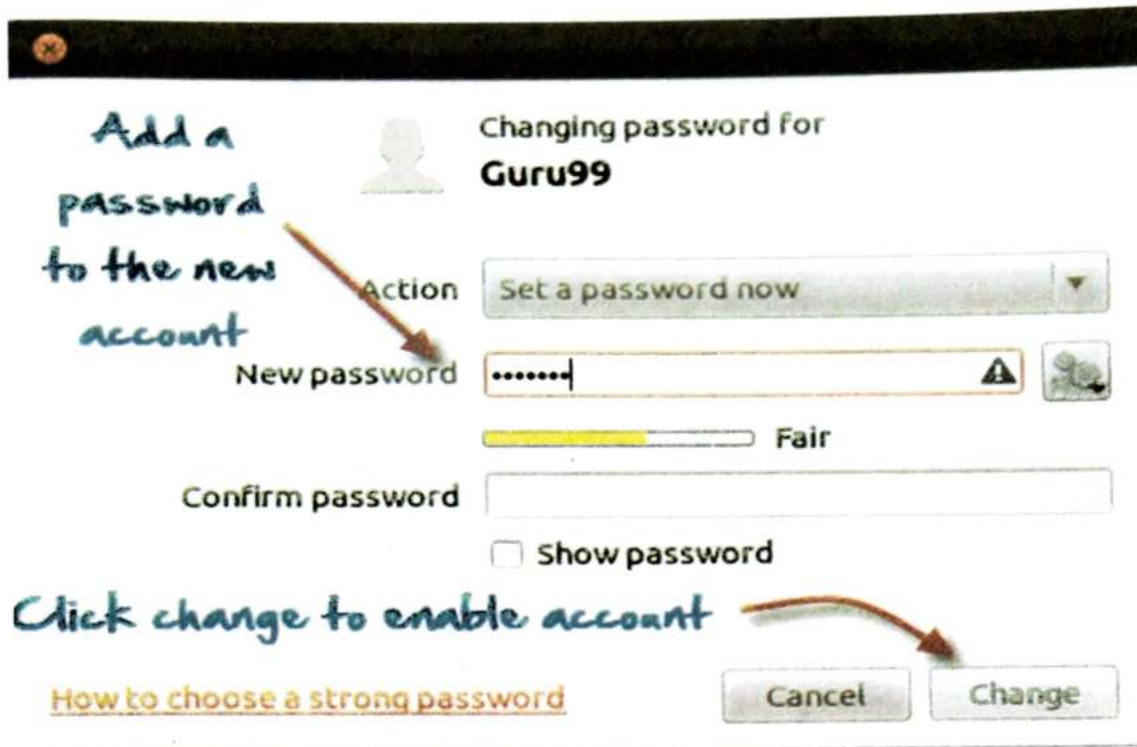 Add a
password
to the new
account
Changing password for
Guru99
Action Set a password now
New password •••••••
Fair
Confirm password
Show password
Click change to enable account
How to choose a strong password
Cancel Change